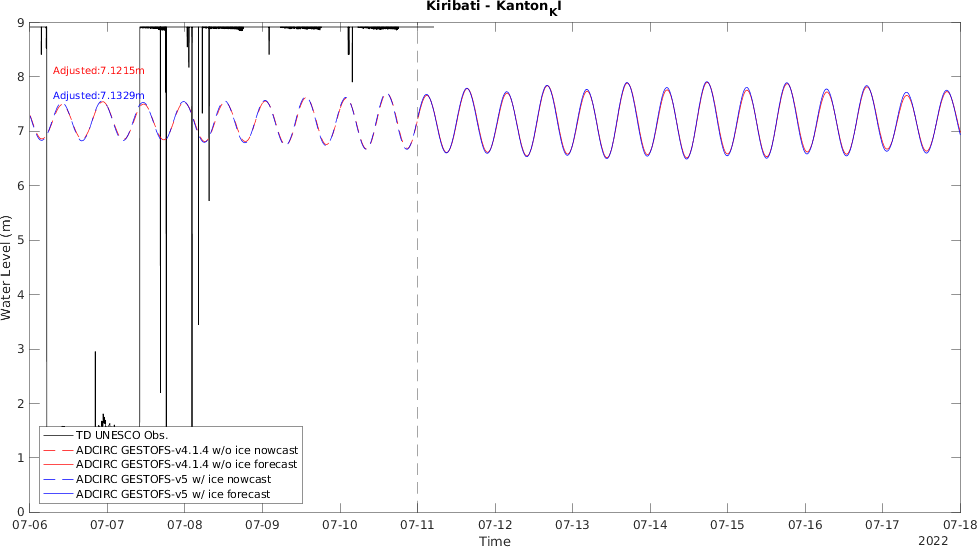 Kiribati - Kanton_KI
9
8
7
6
5
4
3
2
1
0
Water Level (m)
Adjusted:7.1215m
Adjusted:7.1329m
TD UNESCO Obs.
ADCIRC GESTOFS-v4.1.4 w/o ice nowcast
ADCIRC GESTOFS-v4.1.4 w/o ice forecast
ADCIRC GESTOFS-v5 w/ ice nowcast
ADCIRC GESTOFS-v5 w/ ice forecast
07-06 07-07 07-08 07-09 07-10 07-11 07-12 07-13 07-14 07-15 07-16 07-17 07-18
Time
2022